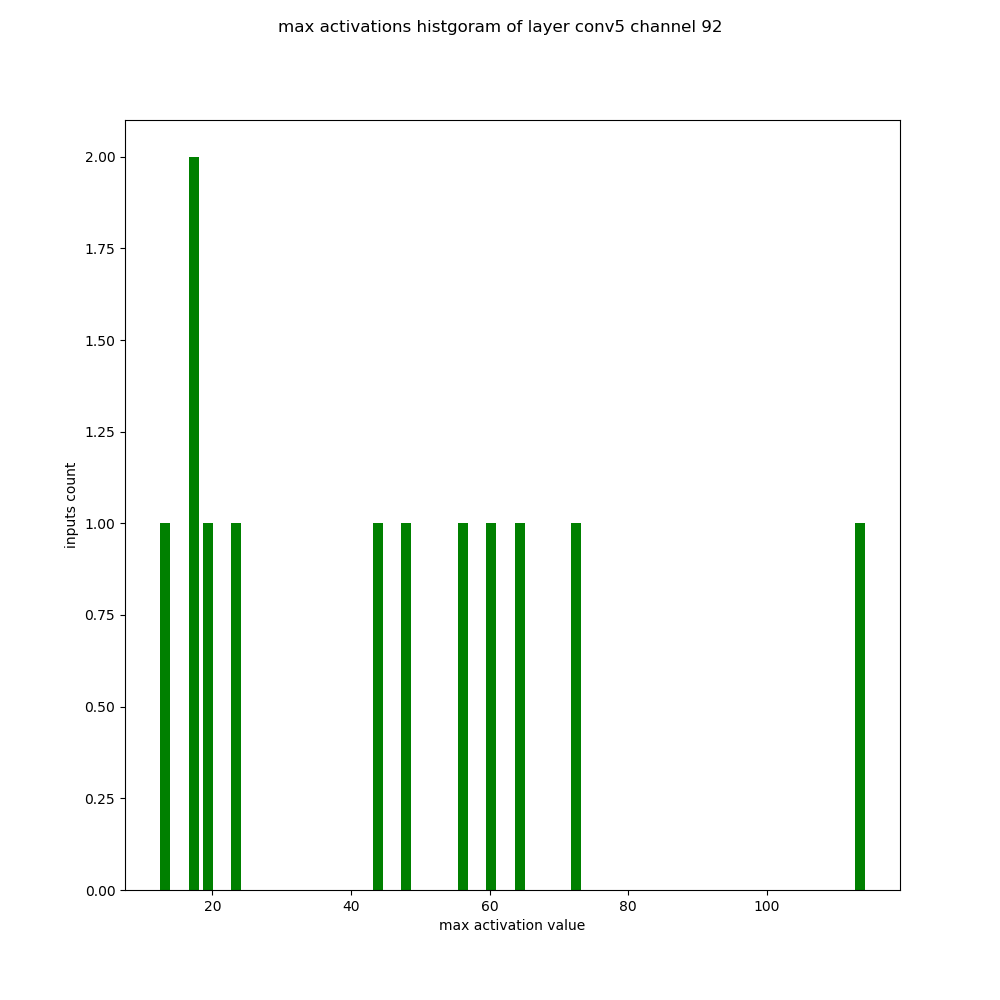 max activations histgoram of layer conv5 channel 92
2.00
1.75
1.50
1.25
1.00
0.75
0.50
0.25
0.00
inputs count
20 40 60 80 100
max activation value